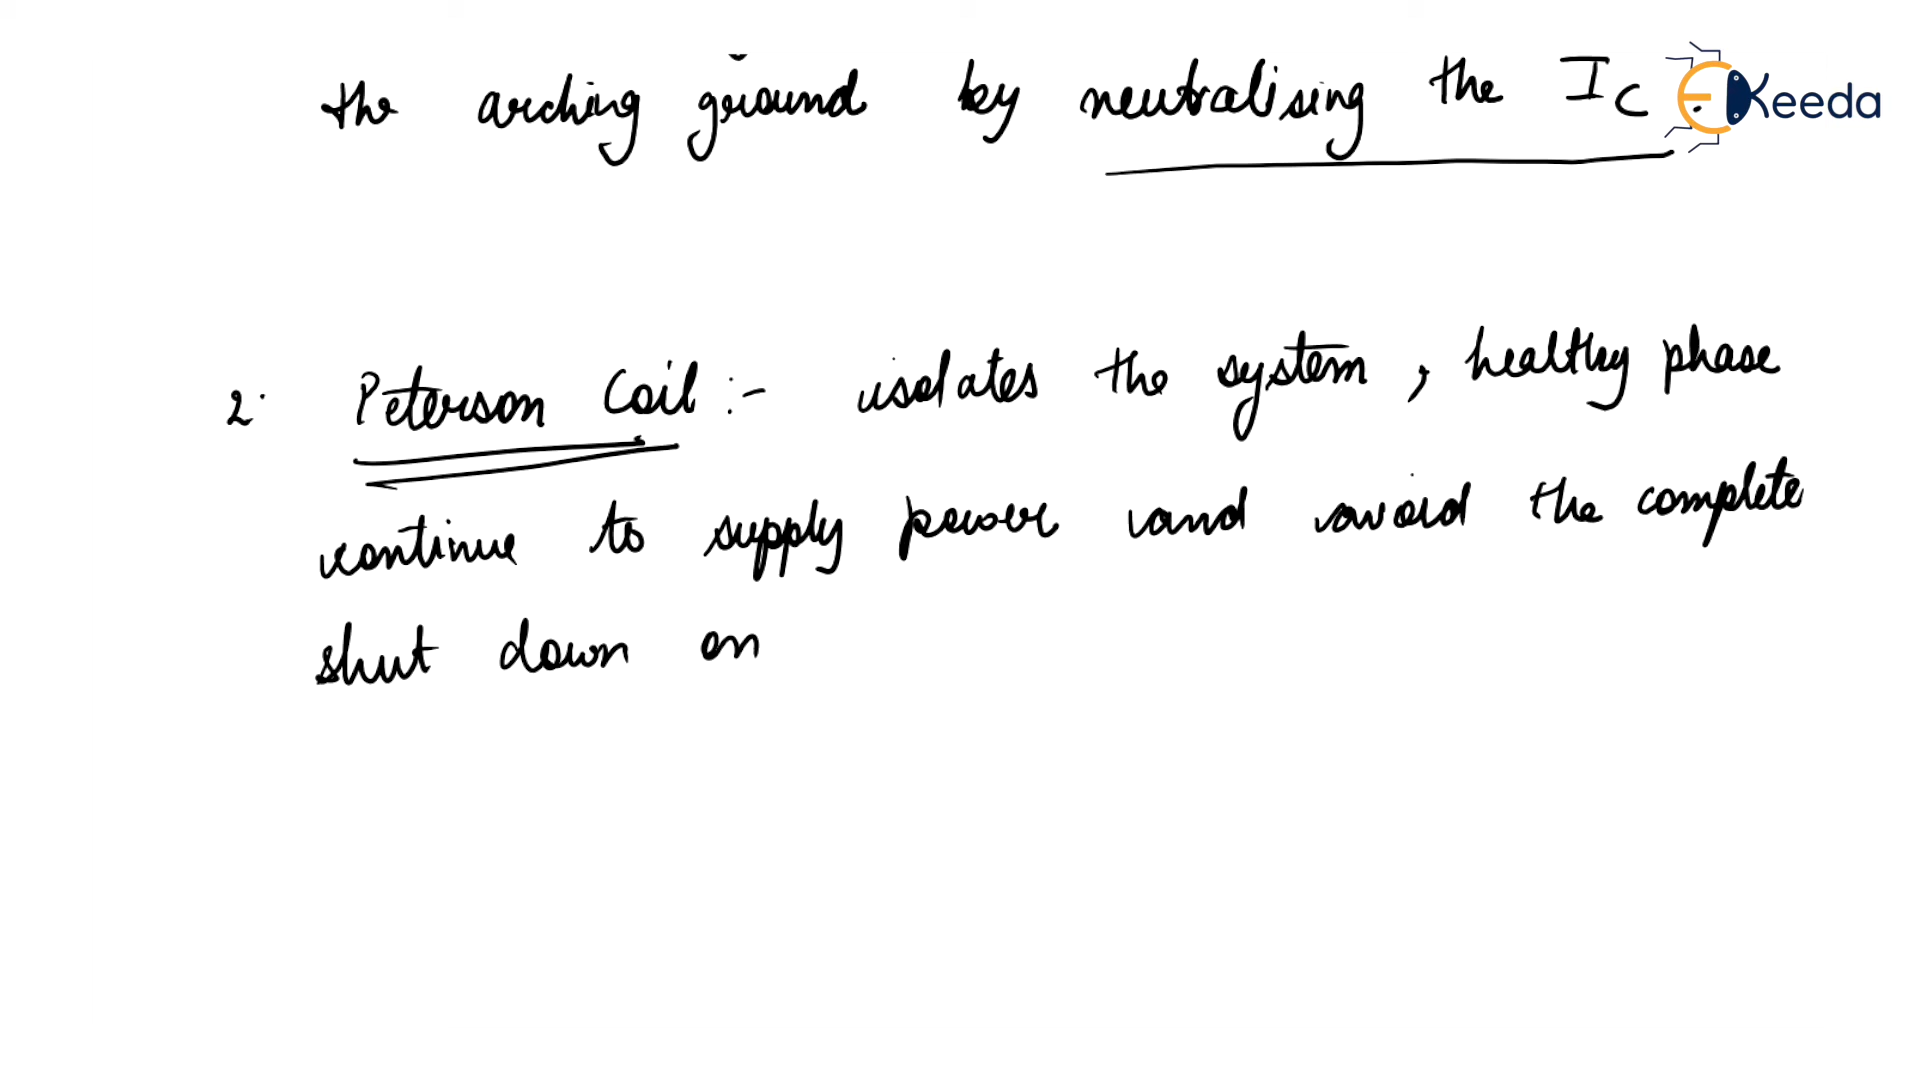 the arching ground by neutralising the Ic.
EKeeda
2. Peterson Coil :- isolates the system, healthy phase
continue to supply power and avoid the complete
shut down on